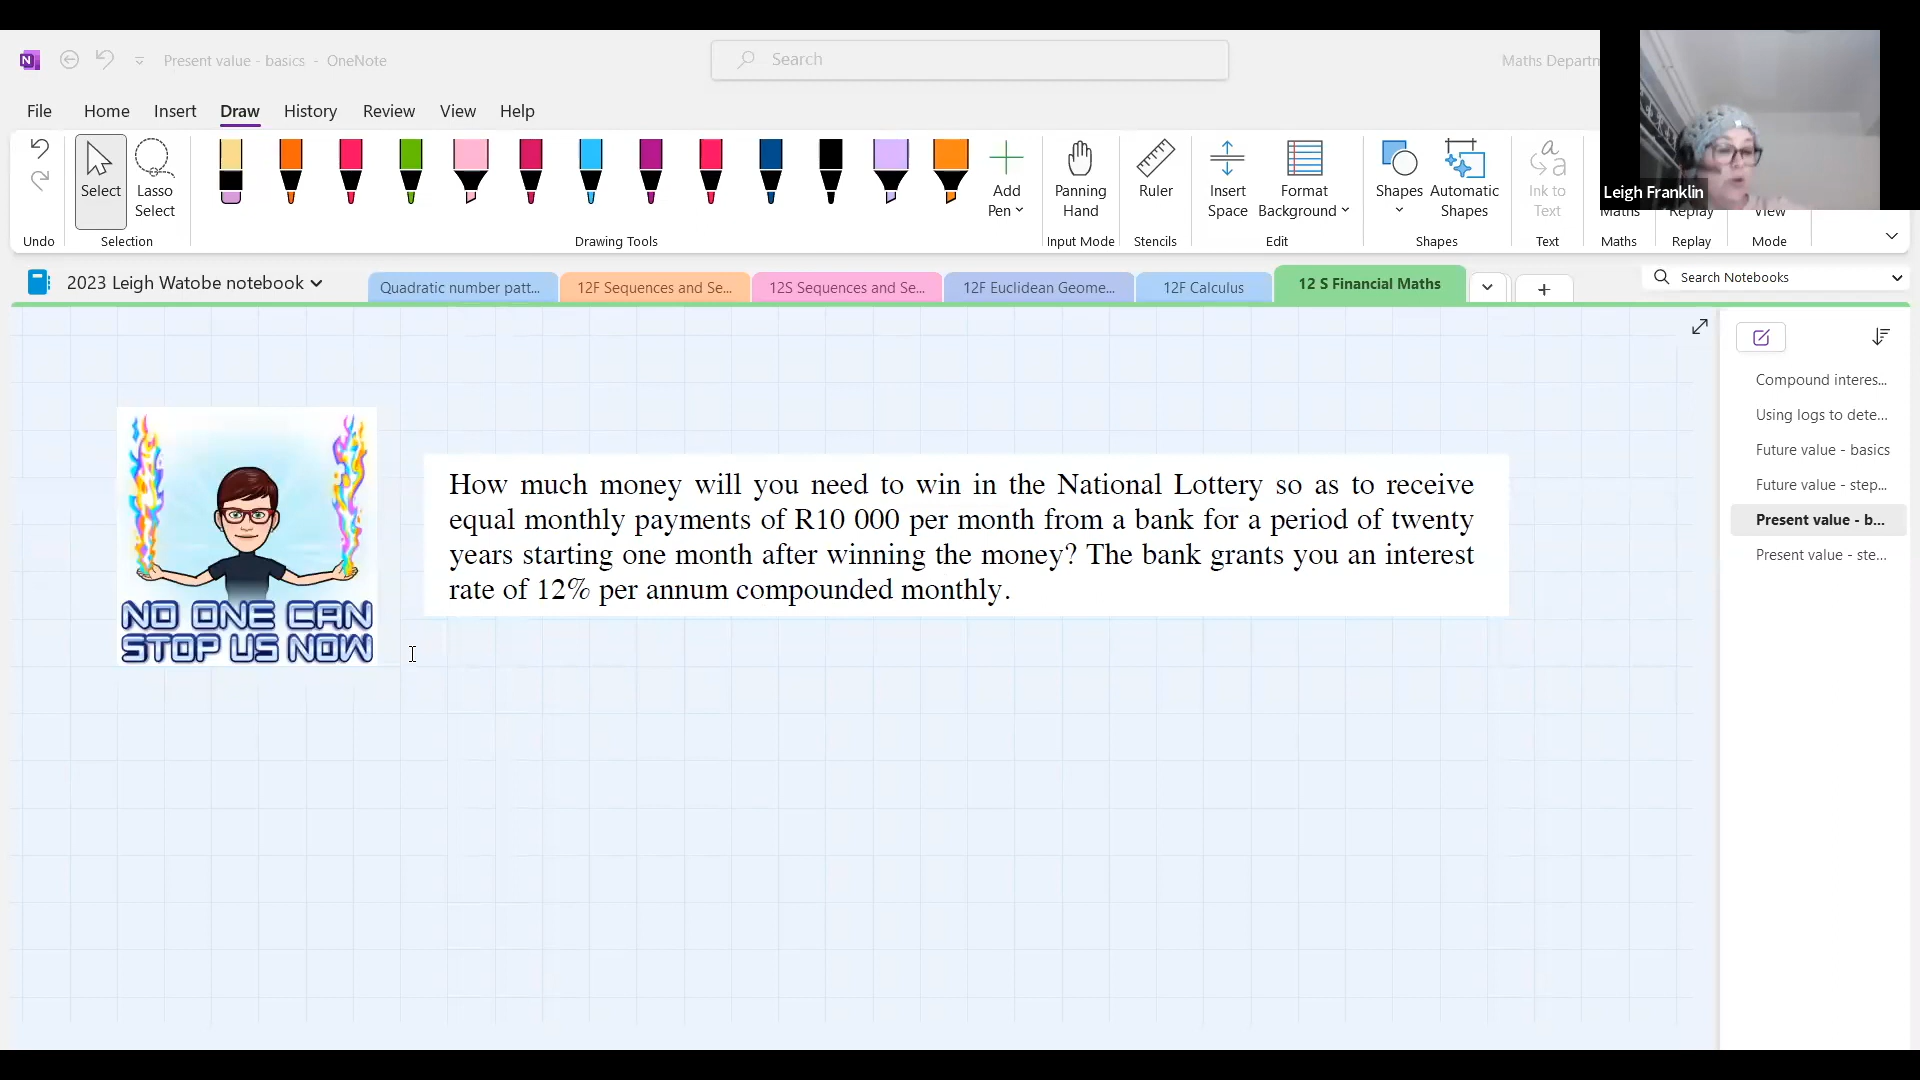 Present value - basics - OneNote
Search
Maths Departn
File Home Insert Draw History Review View Help
Select
Lasso
Select
Add
Pen
Panning
Hand
Ruler
Insert
Space
Format
Background
Shapes
Automatic
Shapes
Ink to
Text
Maths
Replay
View
Leigh Franklin
Undo Selection Drawing Tools Input Mode Stencils Edit Shapes Text Maths Replay Mode
2023 Leigh Watobe notebook
Quadratic number patt...
12F Sequences and Se...
12S Sequences and Se...
12F Euclidean Geome...
12F Calculus
12 S Financial Maths
Search Notebooks
Compound interes...
Using logs to dete...
Future value - basics
Future value - step...
Present value - b...
Present value - ste...
NO ONE CAN
STOP US NOW
How much money will you need to win in the National Lottery so as to receive
equal monthly payments of R10 000 per month from a bank for a period of twenty
years starting one month after winning the money? The bank grants you an interest
rate of 12% per annum compounded monthly.